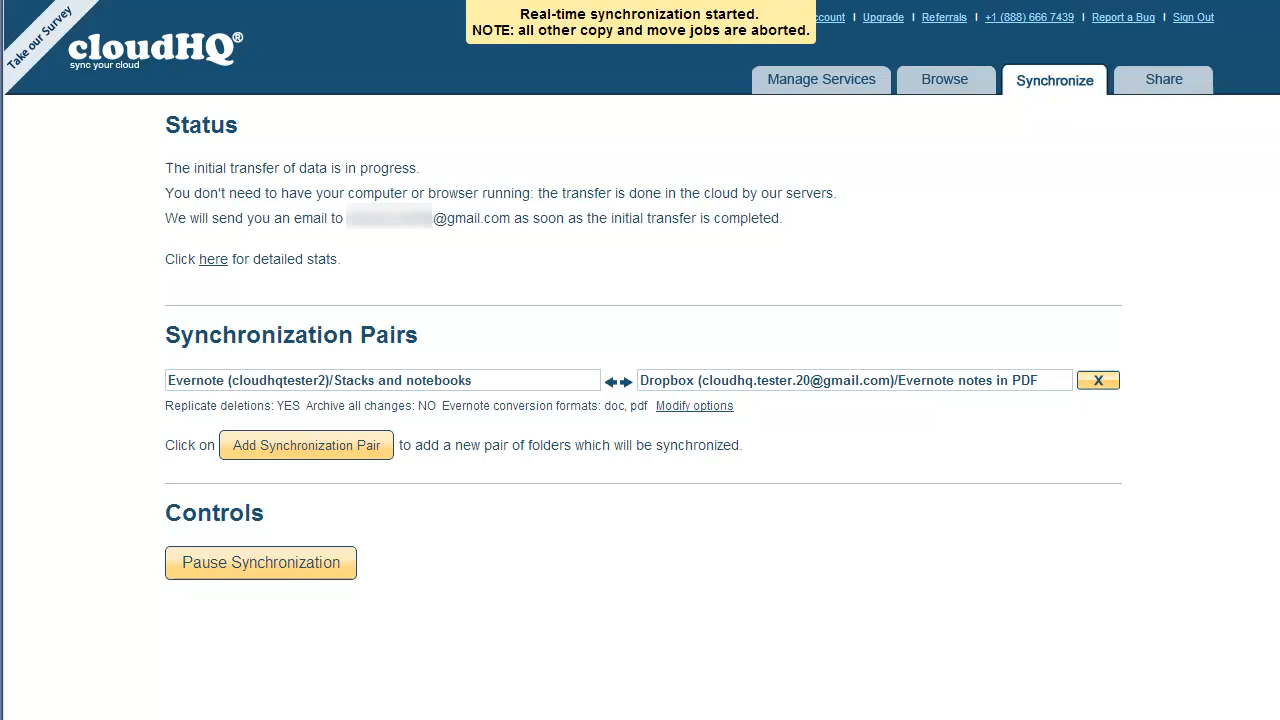 Take our Survey
cloudHQ®
sync your cloud
Real-time synchronization started.
NOTE: all other copy and move jobs are aborted.
Upgrade | Referrals | +1 (888) 666 7439 | Report a Bug | Sign Out
Manage Services Browse Synchronize Share
Status
The initial transfer of data is in progress.
You don't need to have your computer or browser running: the transfer is done in the cloud by our servers.
We will send you an email to @gmail.com as soon as the initial transfer is completed.
Click here for detailed stats.
Synchronization Pairs
Evernote (cloudhqtester2)/Stacks and notebooks Dropbox (cloudhq.tester.20@gmail.com)/Evernote notes in PDF X
Replicate deletions: YES Archive all changes: NO Evernote conversion formats: doc, pdf Modify options
Click on Add Synchronization Pair to add a new pair of folders which will be synchronized.
Controls
Pause Synchronization